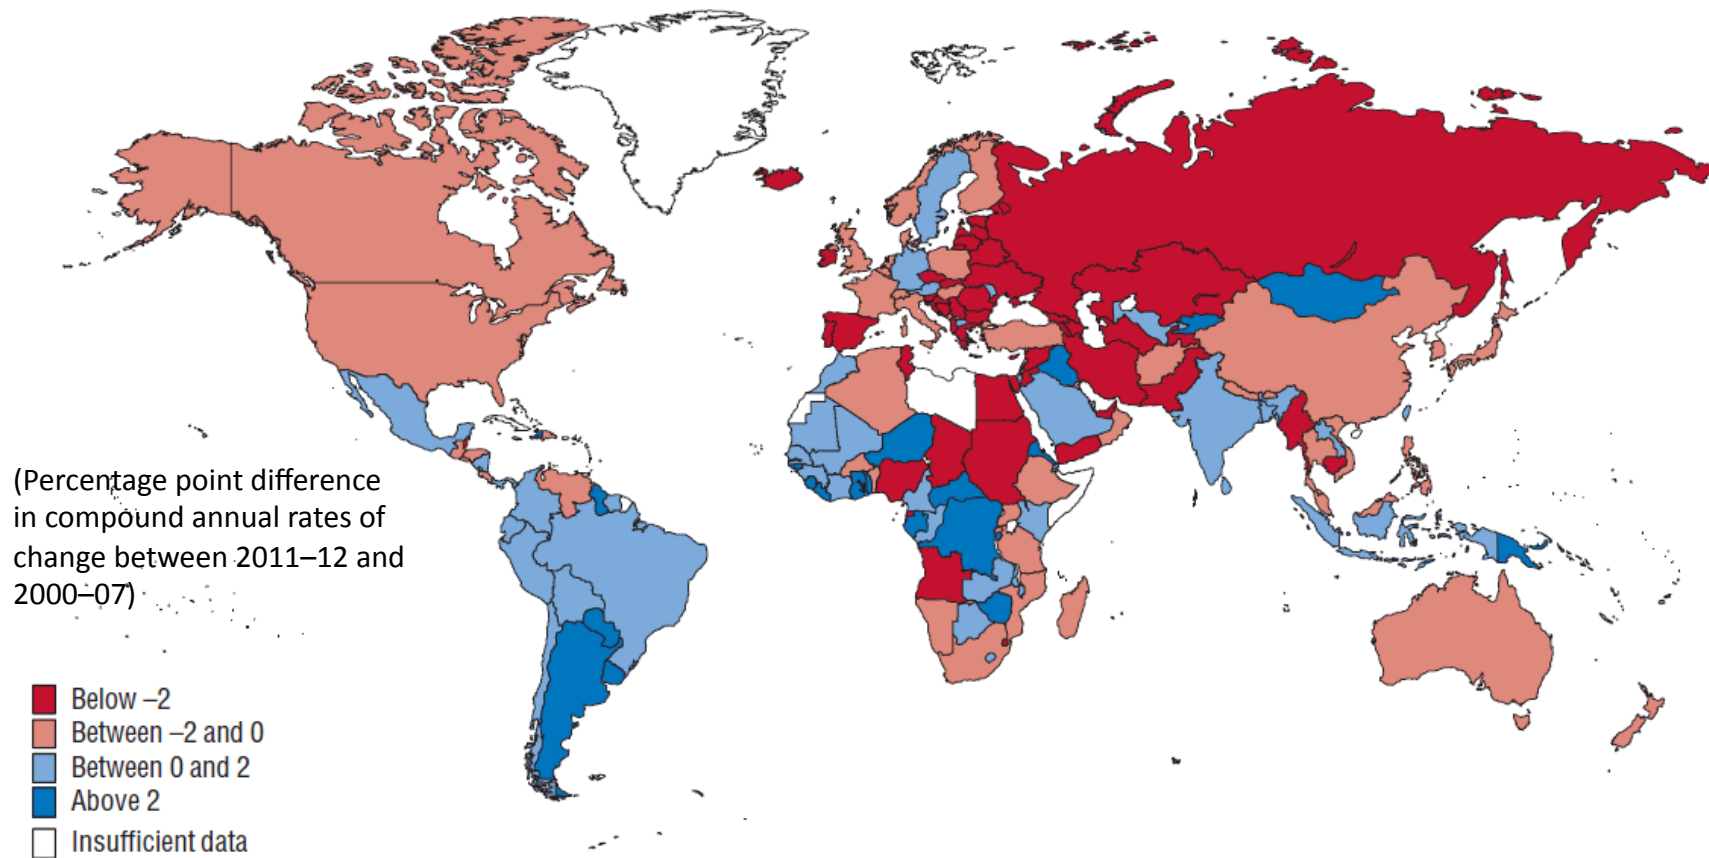 (Percentage point difference
in compound annual rates of
change between 2011–12 and
2000–07)
Below –2
Between –2 and 0
Between 0 and 2
Above 2
Insufficient data